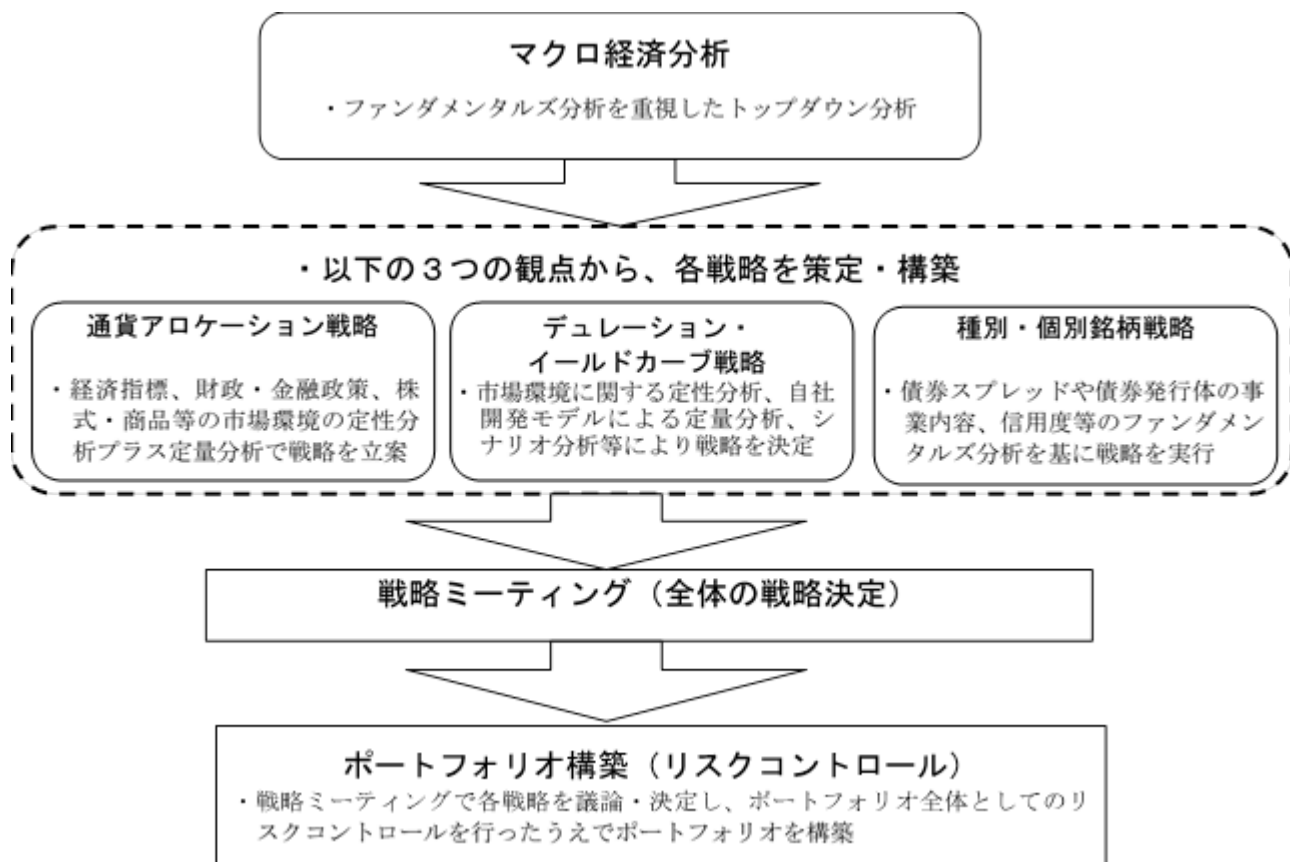 マクロ経済分析
・ファンダメンタルズ分析を重視したトップダウン分析
・以下の３つの観点から、各戦略を策定・構築
通貨アロケーション戦略
・経済指標、財政・金融政策、株
式・商品等の市場環境の定性分
析プラス定量分析で戦略を立案
デュレーション・
イールドカーブ戦略
・市場環境に関する定性分析、自社
開発モデルによる定量分析、シ
ナリオ分析等により戦略を決定
種別・個別銘柄戦略
・債券スプレッドや債券発行体の事
業内容、信用度等のファンダメン
タルズ分析を基に戦略を実行
戦略ミーティング（全体の戦略決定）
ポートフォリオ構築（リスクコントロール）
・戦略ミーティングで各戦略を議論・決定し、ポートフォリオ全体としてのリ
スクコントロールを行ったうえでポートフォリオを構築